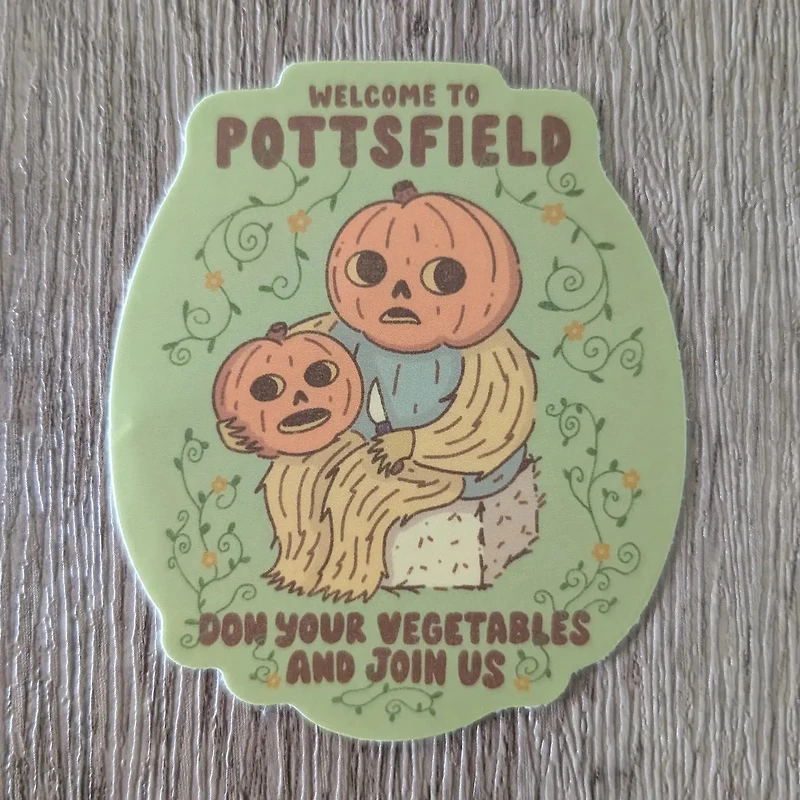 WELCOME TO
POTTSFIELD
DON YOUR VEGETABLES
AND JOIN US